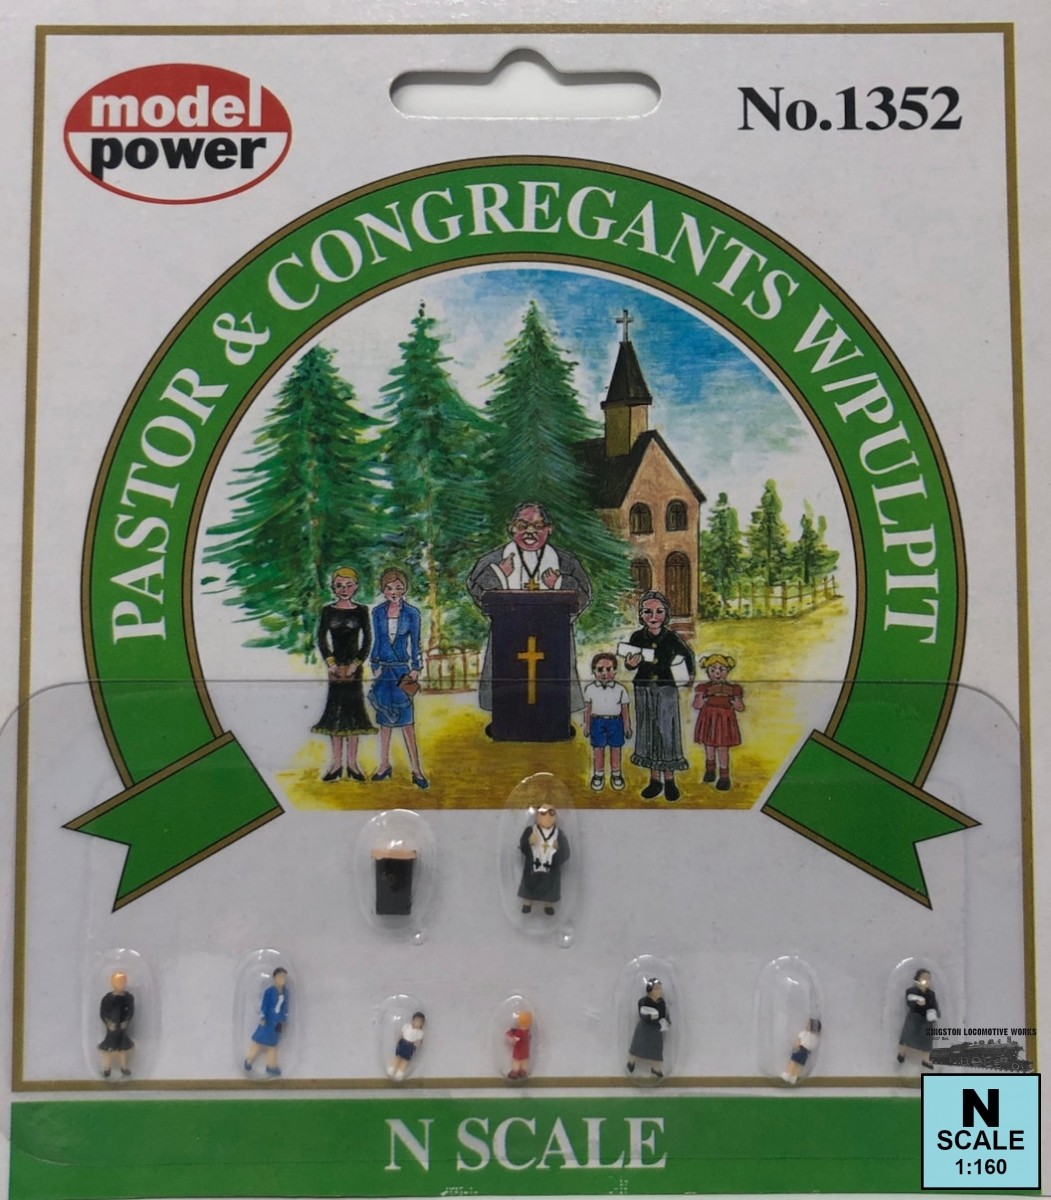 model
power
No.1352
PASTOR & CONGREGANTS W/PULPIT
KINGSTON LOCOMOTIVE WORKS
N SCALE
N
SCALE
1:160